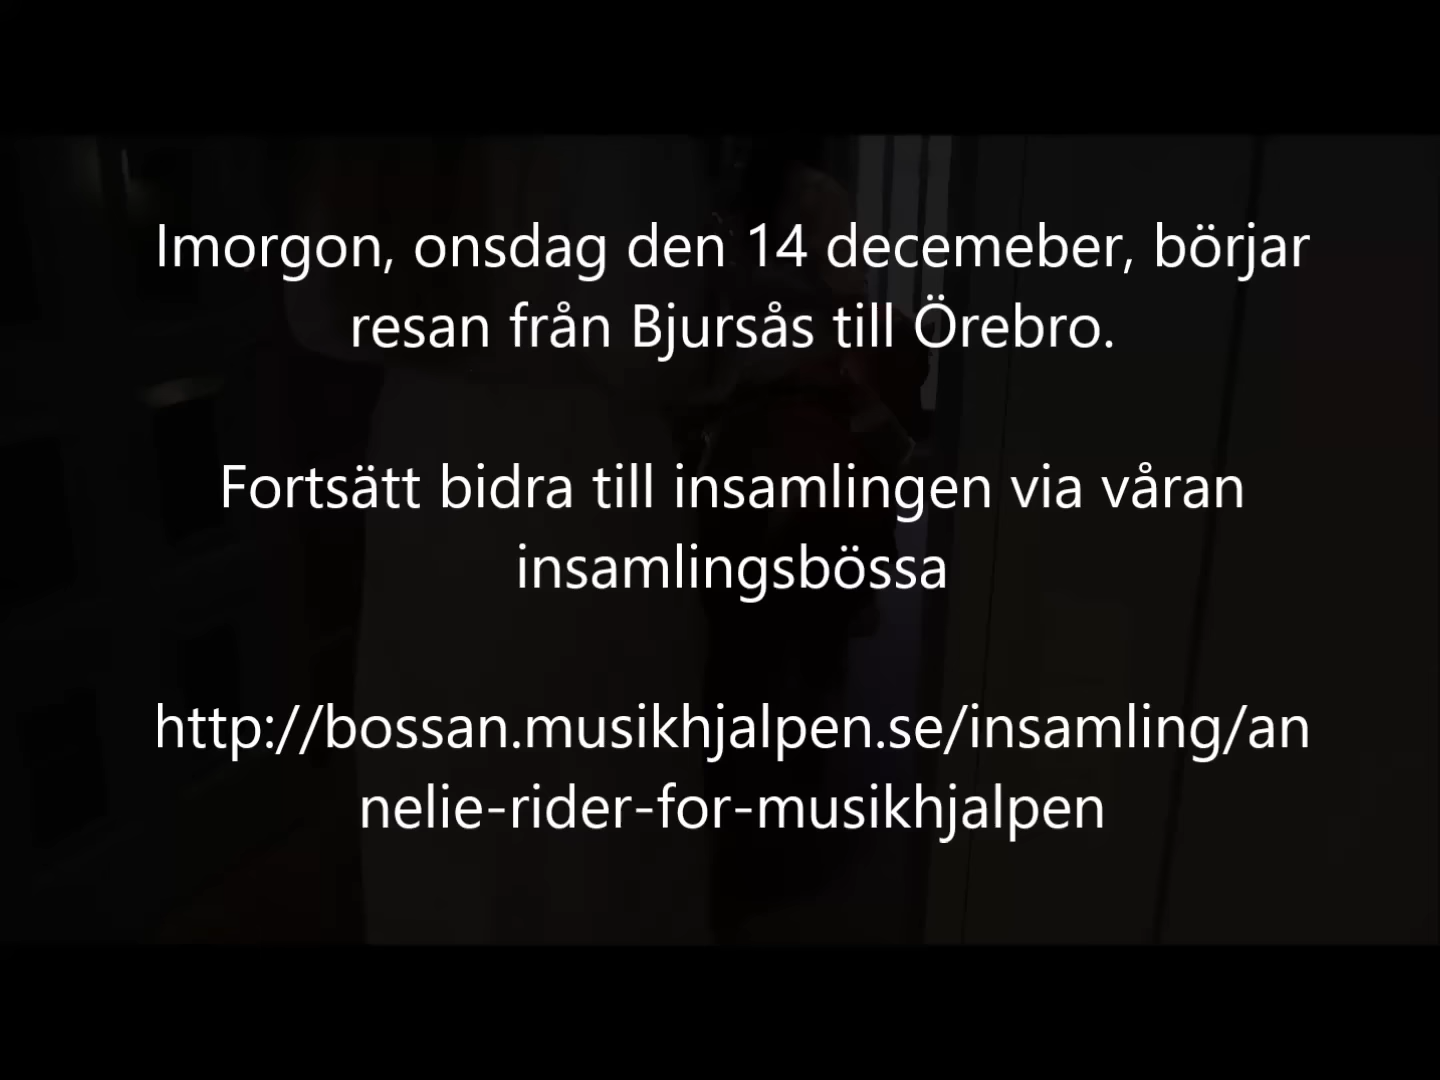 Imorgon, onsdag den 14 decemeber, börjar
resan från Bjursås till Örebro.
Fortsätt bidra till insamlingen via våran
insamlingsbössa
http://bossan.musikhjalpen.se/insamling/an
nelie-rider-for-musikhjalpen